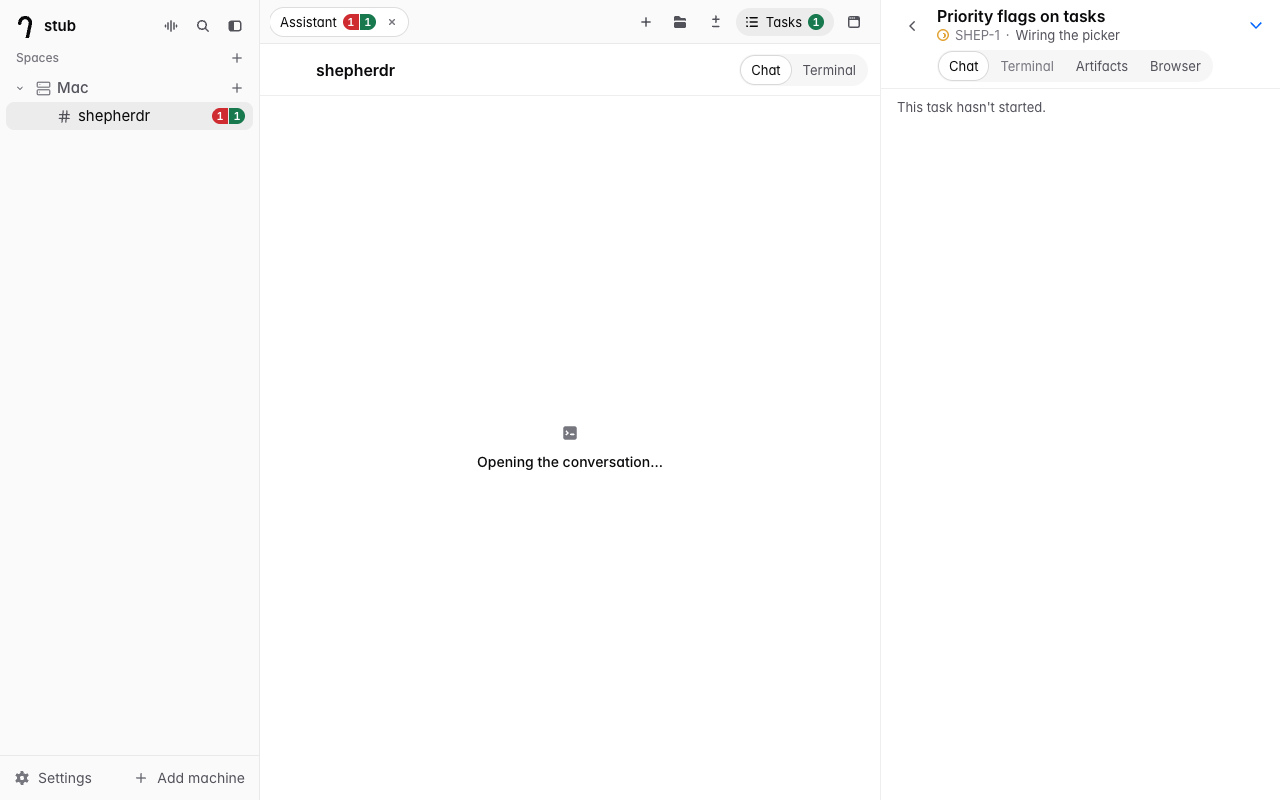 stub
Spaces
Mac
shepherdr 1 1
Settings
Add machine
Assistant 1 1
Tasks 1
shepherdr
Chat Terminal
Opening the conversation...
Priority flags on tasks
SHEP-1 · Wiring the picker
Chat Terminal Artifacts Browser
This task hasn't started.